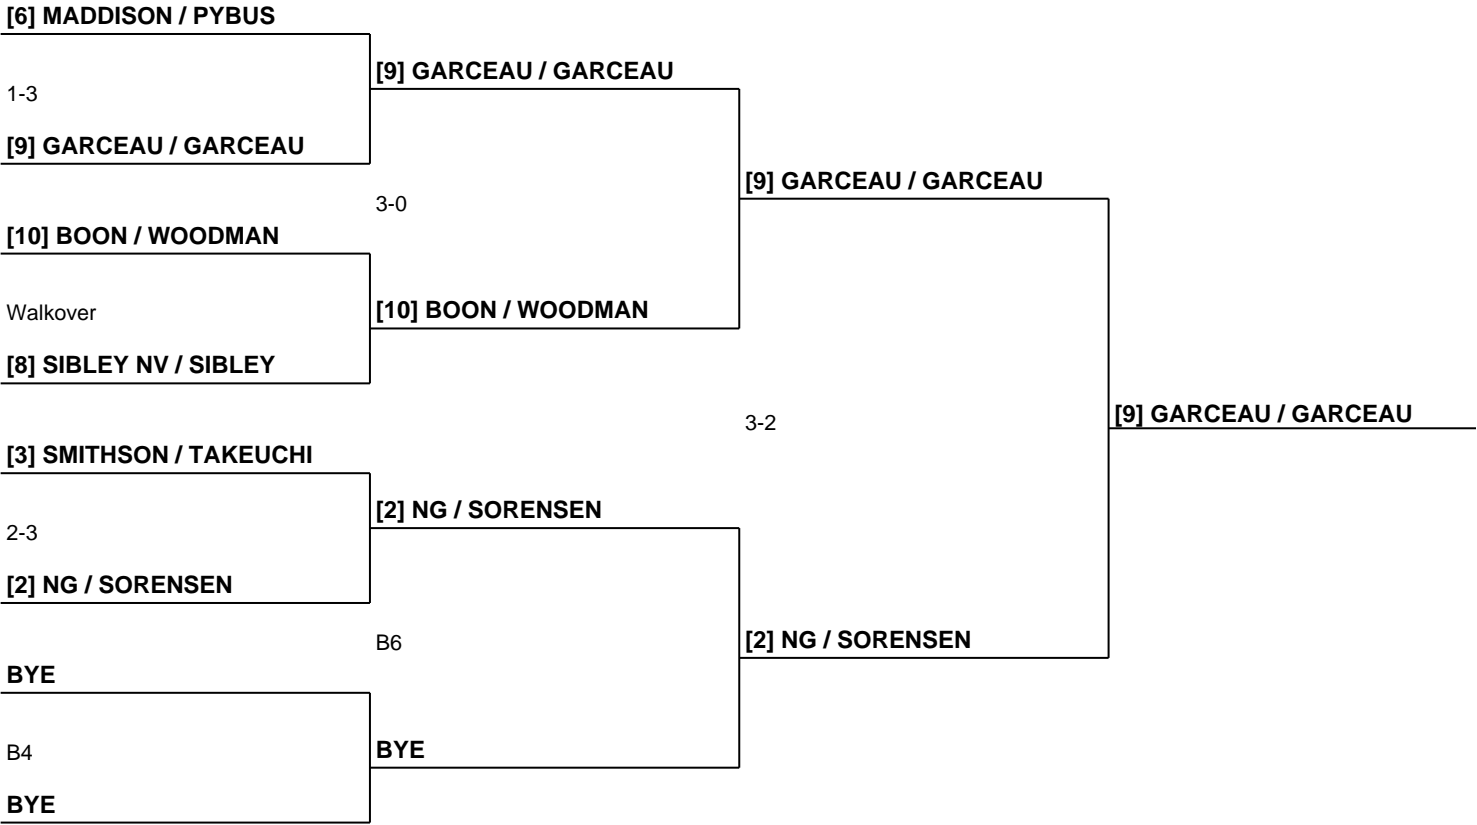 [6] MADDISON / PYBUS
[9] GARCEAU / GARCEAU
1-3
[9] GARCEAU / GARCEAU
[9] GARCEAU / GARCEAU
3-0
[10] BOON / WOODMAN
[10] BOON / WOODMAN
Walkover
[8] SIBLEY NV / SIBLEY
[9] GARCEAU / GARCEAU
3-2
[3] SMITHSON / TAKEUCHI
[2] NG / SORENSEN
2-3
[2] NG / SORENSEN
[2] NG / SORENSEN
B6
BYE
BYE
B4
BYE